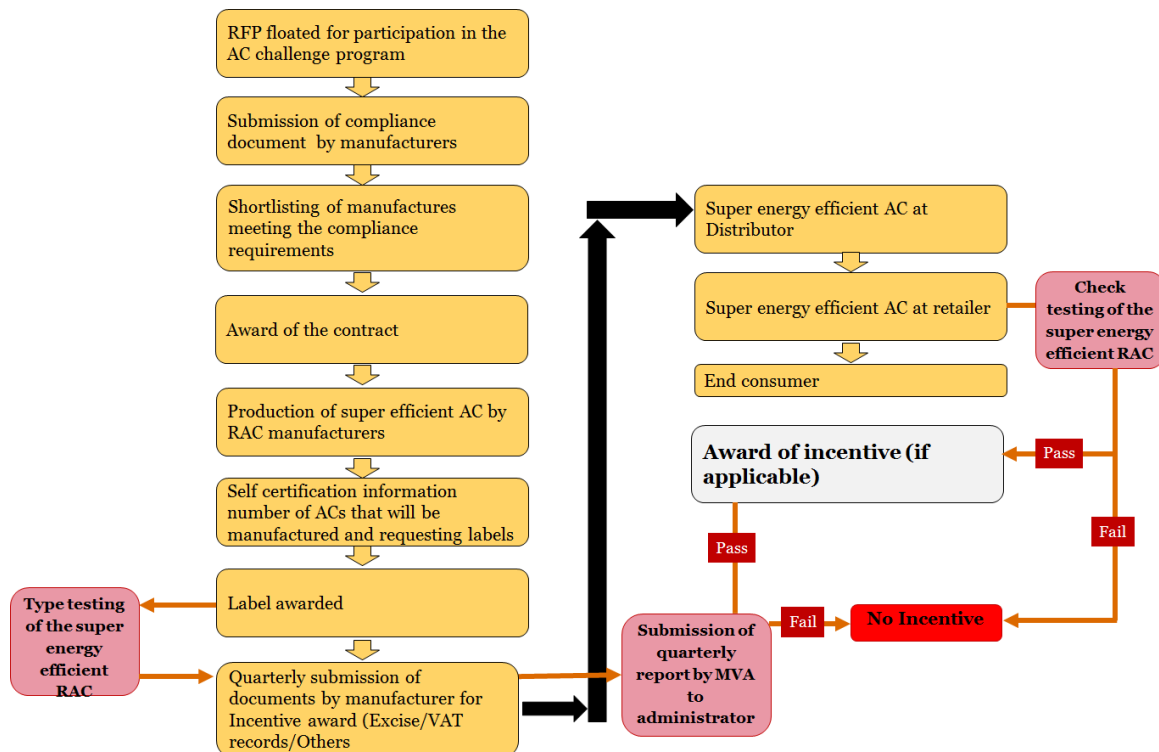 RFP floated for participation in the
AC challenge program
Submission of compliance
document by manufacturers
Shortlisting of manufactures
meeting the compliance
requirements
Award of the contract
Production of super efficient AC by
RAC manufacturers
Self certification information
number of ACs that will be
manufactured and requesting labels
Label awarded
Type testing
of the super
energy
efficient
RAC
Quarterly submission of
documents by manufacturer for
Incentive award (Excise/VAT
records/Others
Super energy efficient AC at
Distributor
Super energy efficient AC at retailer
End consumer
Check
testing of the
super energy
efficient RAC
Award of incentive (if
applicable)
Pass
Pass
Fail
Fail
No Incentive
Submission of
quarterly
report by MVA
to
administrator